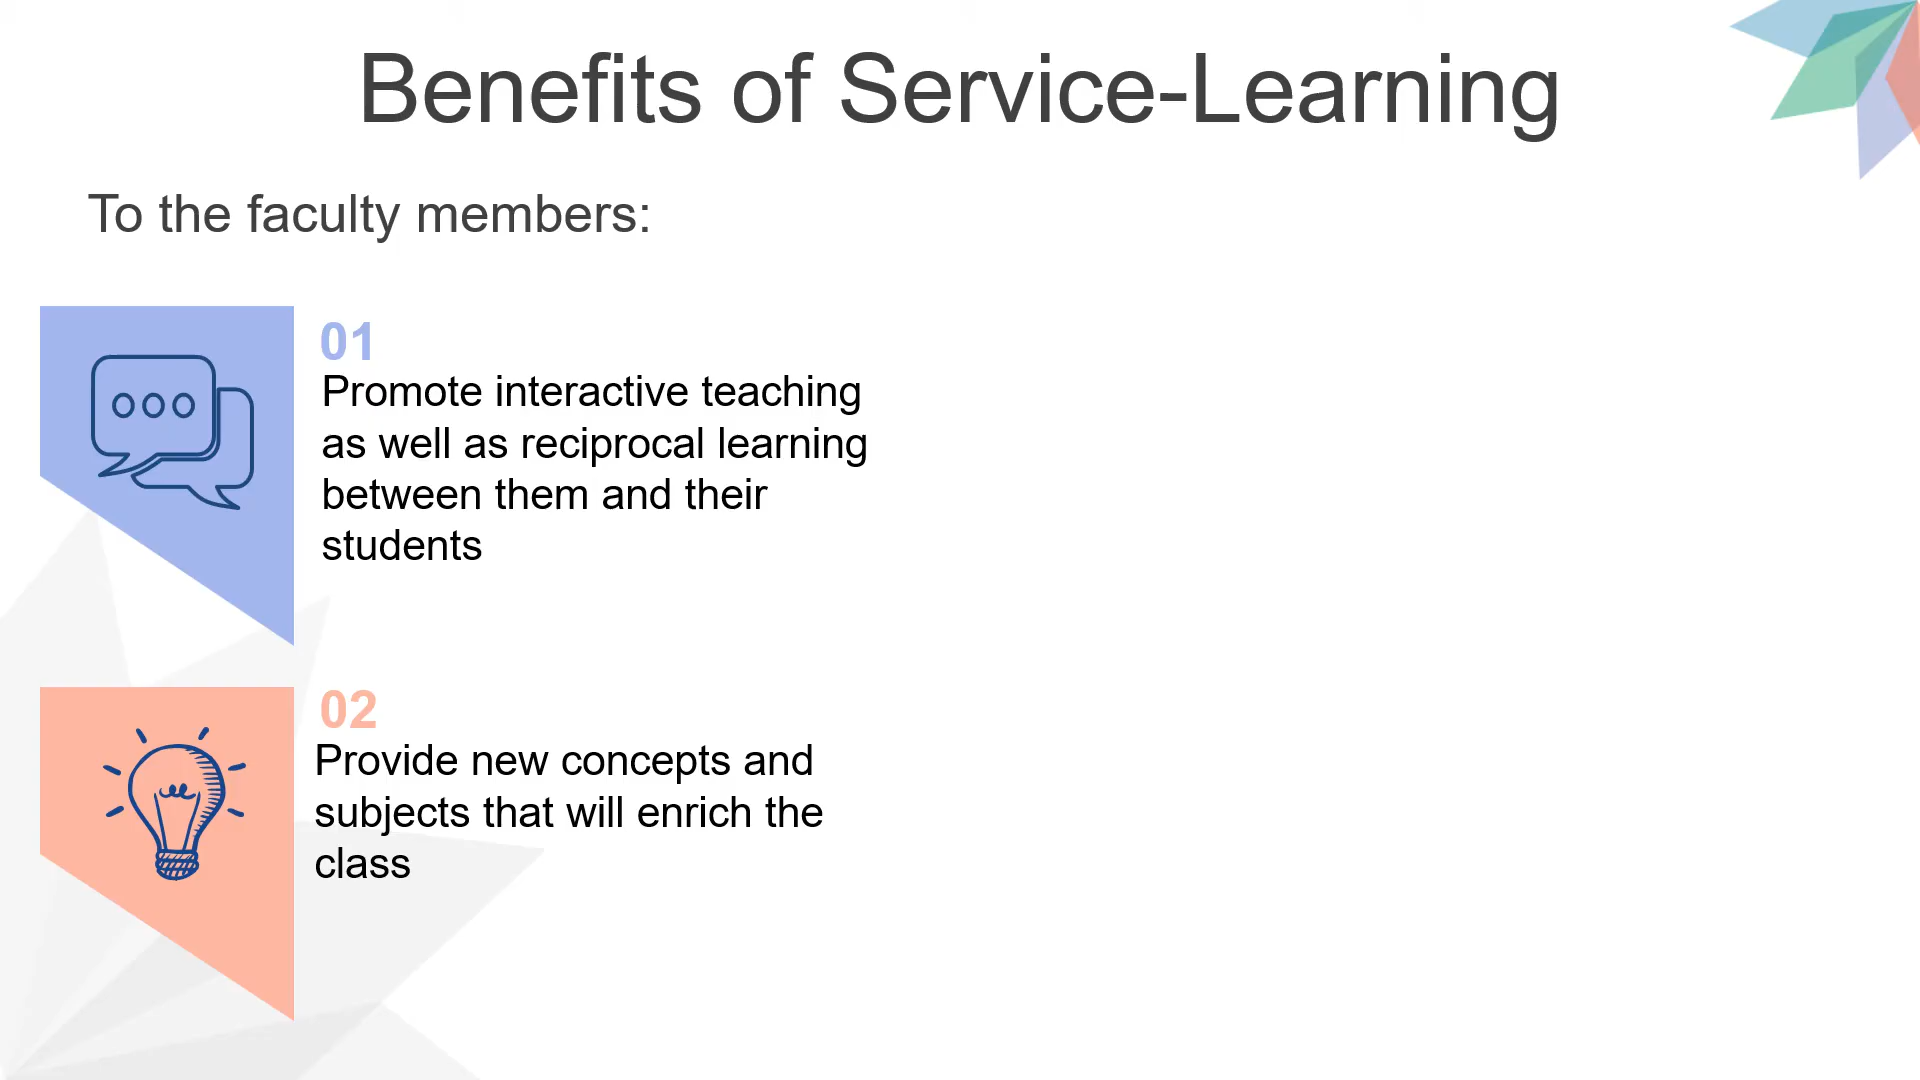 Benefits of Service-Learning
To the faculty members:
01
Promote interactive teaching
as well as reciprocal learning
between them and their
students
02
Provide new concepts and
subjects that will enrich the
class